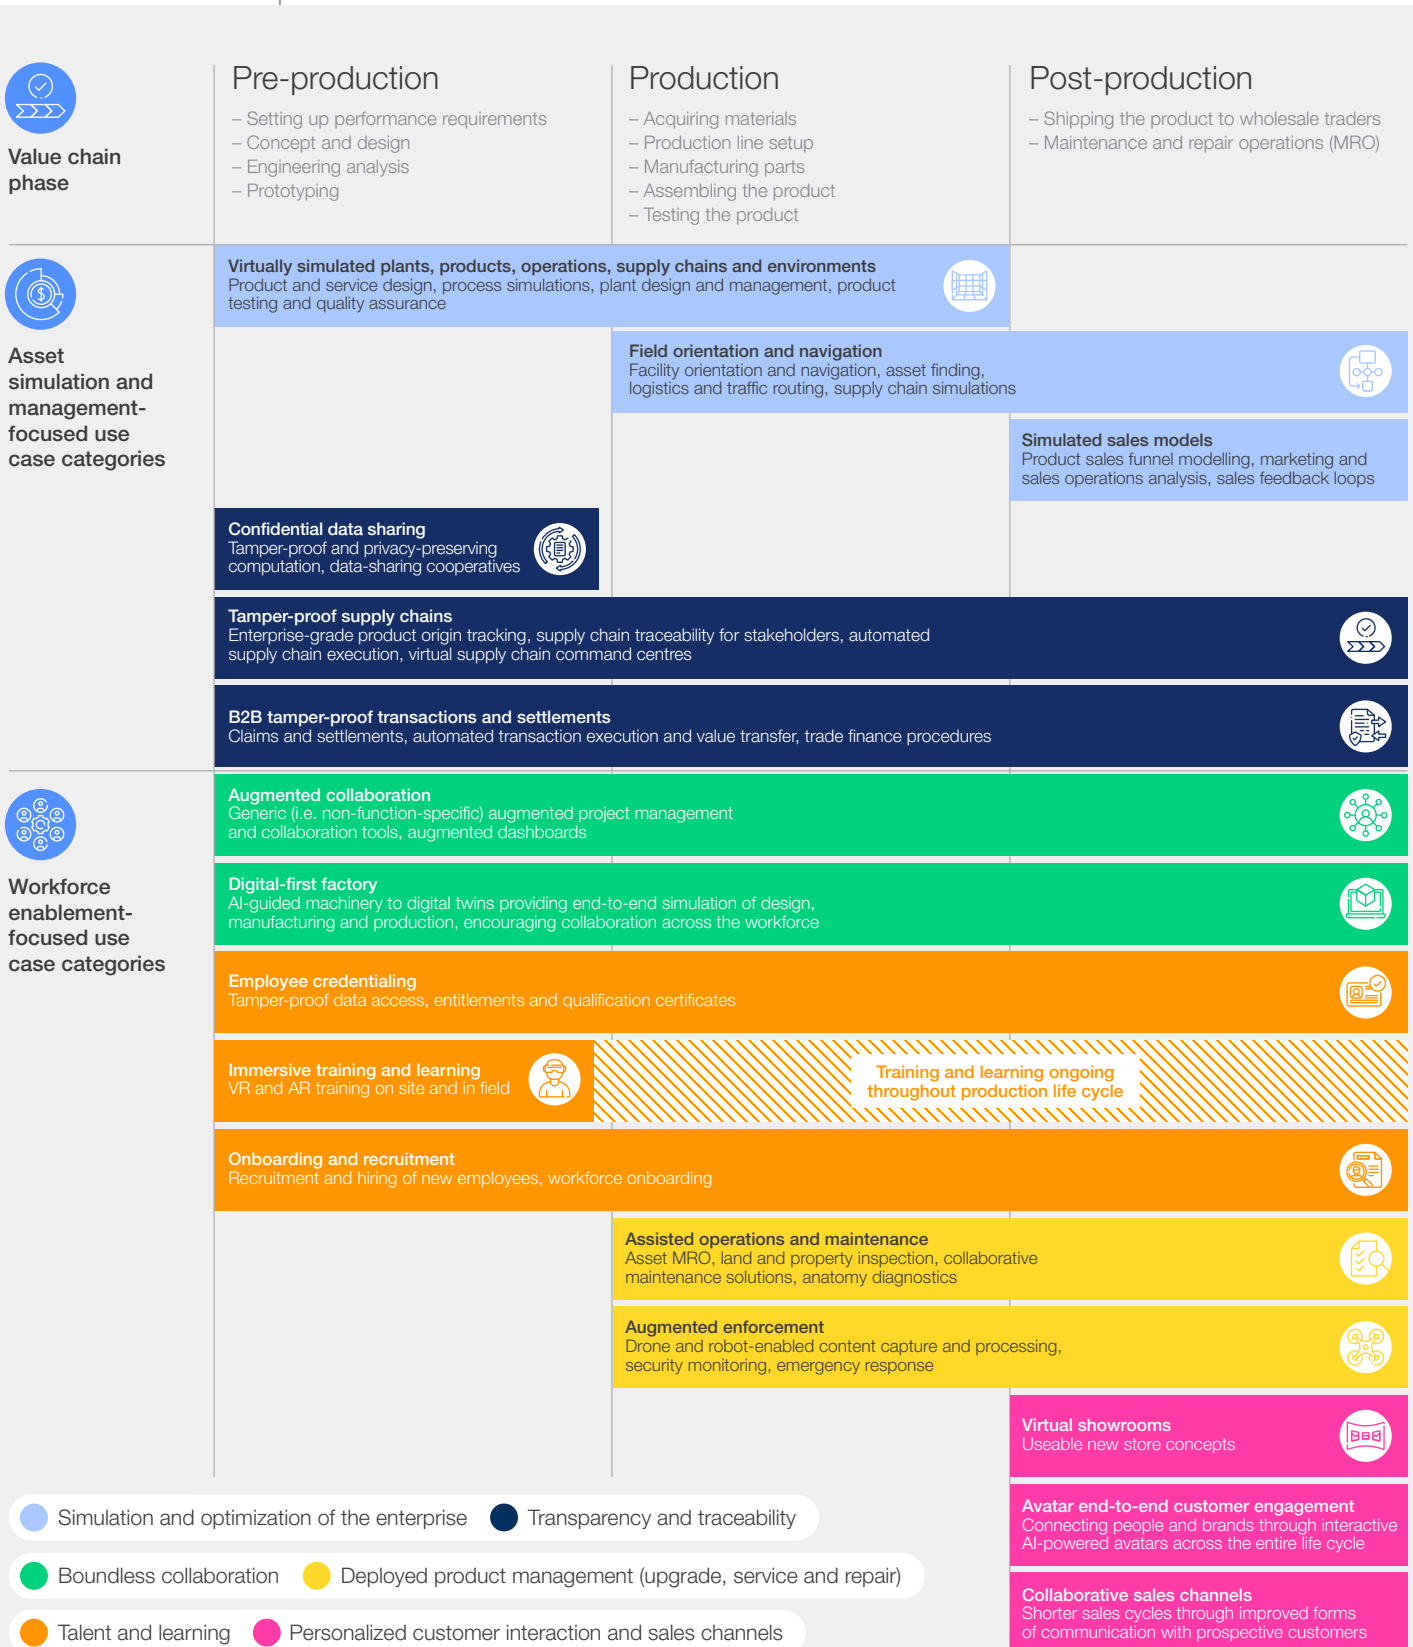 Value chain
phase
Pre-production
– Setting up performance requirements
– Concept and design
– Engineering analysis
– Prototyping
Production
– Acquiring materials
– Production line setup
– Manufacturing parts
– Assembling the product
– Testing the product
Post-production
– Shipping the product to wholesale traders
– Maintenance and repair operations (MRO)
Asset
simulation and
management-
focused use
case categories
Virtually simulated plants, products, operations, supply chains and environments
Product and service design, process simulations, plant design and management, product
testing and quality assurance
Field orientation and navigation
Facility orientation and navigation, asset finding,
logistics and traffic routing, supply chain simulations
Simulated sales models
Product sales funnel modelling, marketing and
sales operations analysis, sales feedback loops
Confidential data sharing
Tamper-proof and privacy-preserving
computation, data-sharing cooperatives
Tamper-proof supply chains
Enterprise-grade product origin tracking, supply chain traceability for stakeholders, automated
supply chain execution, virtual supply chain command centres
B2B tamper-proof transactions and settlements
Claims and settlements, automated transaction execution and value transfer, trade finance procedures
Workforce
enablement-
focused use
case categories
Augmented collaboration
Generic (i.e. non-function-specific) augmented project management
and collaboration tools, augmented dashboards
Digital-first factory
AI-guided machinery to digital twins providing end-to-end simulation of design,
manufacturing and production, encouraging collaboration across the workforce
Employee credentialing
Tamper-proof data access, entitlements and qualification certificates
Immersive training and learning
VR and AR training on site and in field
Training and learning ongoing
throughout production life cycle
Onboarding and recruitment
Recruitment and hiring of new employees, workforce onboarding
Assisted operations and maintenance
Asset MRO, land and property inspection, collaborative
maintenance solutions, anatomy diagnostics
Augmented enforcement
Drone and robot-enabled content capture and processing,
security monitoring, emergency response
Virtual showrooms
Useable new store concepts
Avatar end-to-end customer engagement
Connecting people and brands through interactive
AI-powered avatars across the entire life cycle
Collaborative sales channels
Shorter sales cycles through improved forms
of communication with prospective customers
Simulation and optimization of the enterprise
Transparency and traceability
Boundless collaboration
Deployed product management (upgrade, service and repair)
Talent and learning
Personalized customer interaction and sales channels